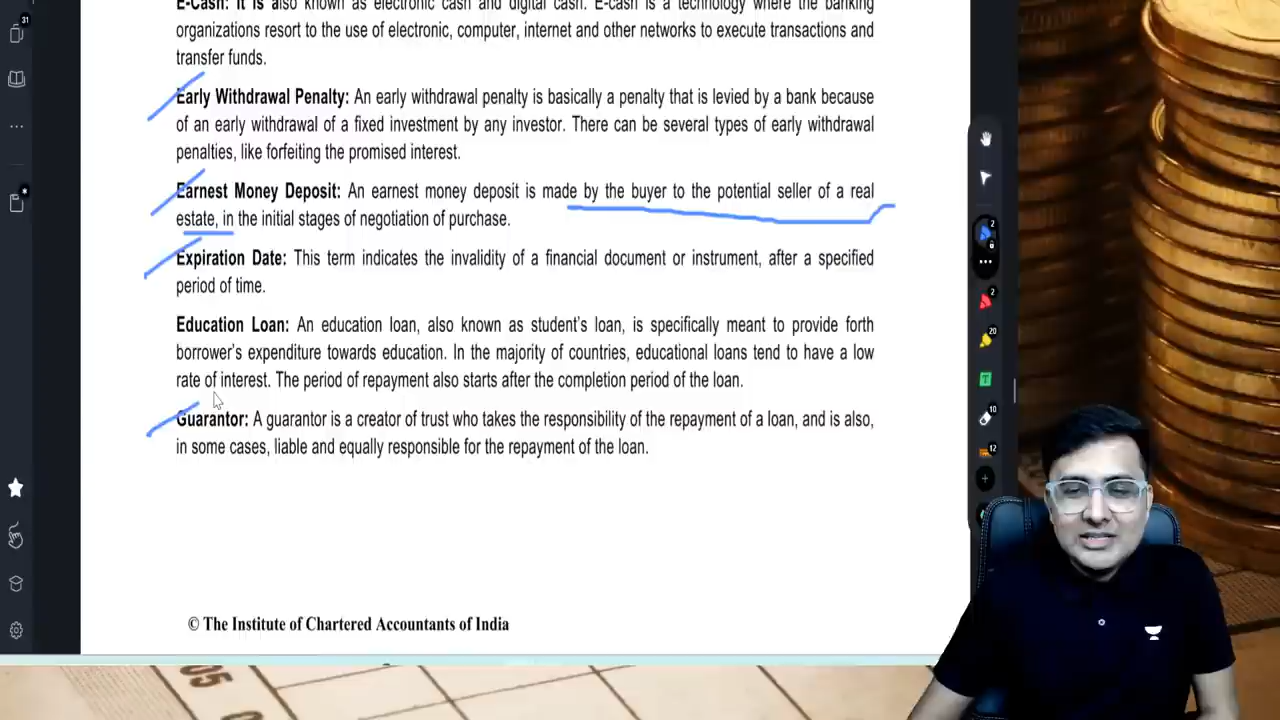 31
E-Cash: It is also known as electronic cash and digital cash. E-cash is a technology where the banking
organizations resort to the use of electronic, computer, internet and other networks to execute transactions and
transfer funds.
Early Withdrawal Penalty: An early withdrawal penalty is basically a penalty that is levied by a bank because
of an early withdrawal of a fixed investment by any investor. There can be several types of early withdrawal
penalties, like forfeiting the promised interest.
Earnest Money Deposit: An earnest money deposit is made by the buyer to the potential seller of a real
estate, in the initial stages of negotiation of purchase.
Expiration Date: This term indicates the invalidity of a financial document or instrument, after a specified
period of time.
Education Loan: An education loan, also known as student's loan, is specifically meant to provide forth
borrower's expenditure towards education. In the majority of countries, educational loans tend to have a low
rate of interest. The period of repayment also starts after the completion period of the loan.
Guarantor: A guarantor is a creator of trust who takes the responsibility of the repayment of a loan, and is also,
in some cases, liable and equally responsible for the repayment of the loan.
© The Institute of Chartered Accountants of India
2
2
20
T
10
12
05